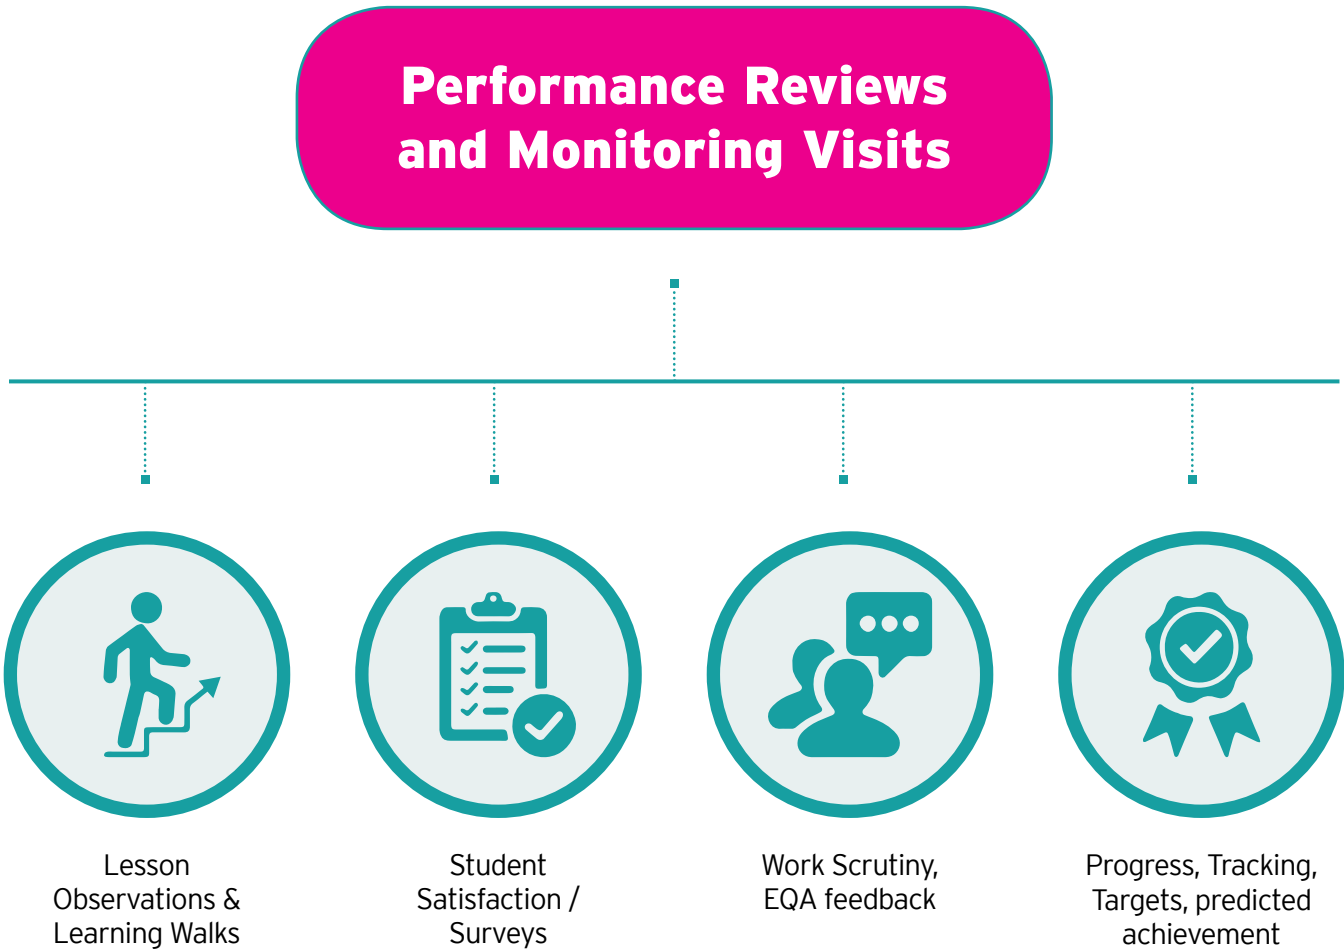 Performance Reviews
and Monitoring Visits
Lesson
Observations &
Learning Walks
Student
Satisfaction /
Surveys
Work Scrutiny,
EQA feedback
Progress, Tracking,
Targets, predicted
achievement